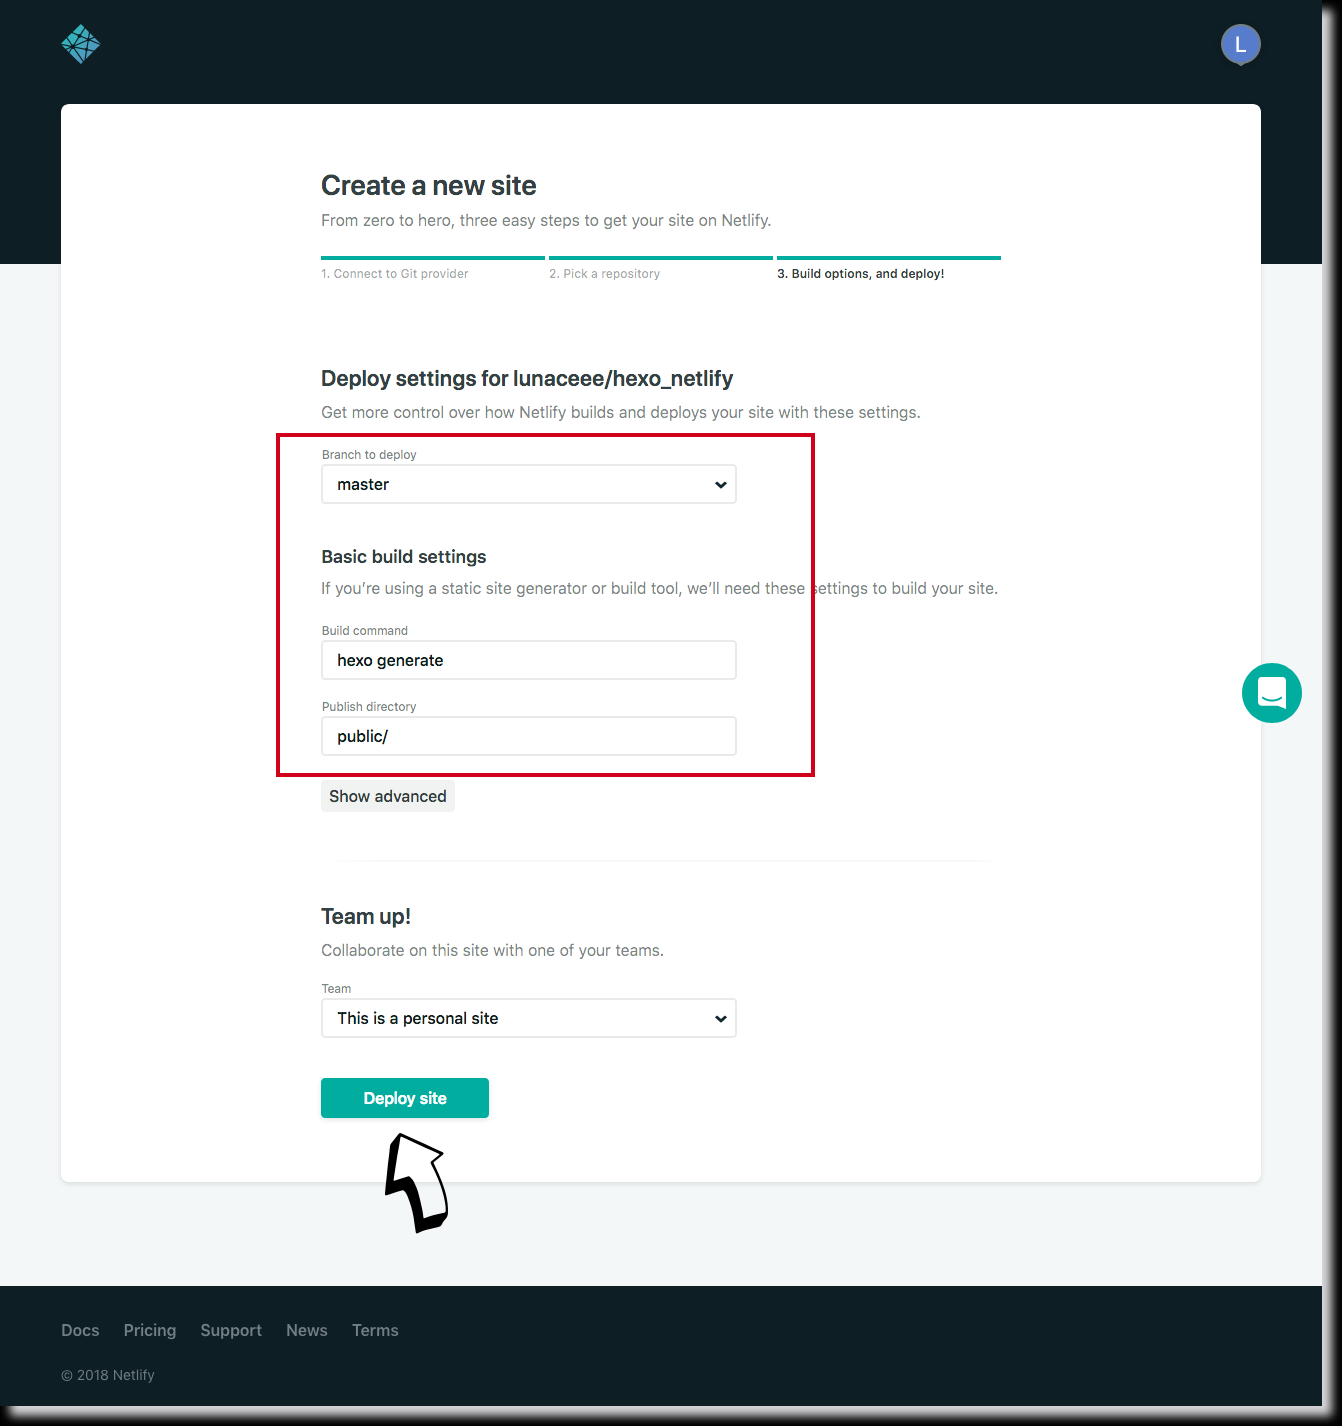 L
Create a new site
From zero to hero, three easy steps to get your site on Netlify.
1. Connect to Git provider
2. Pick a repository
3. Build options, and deploy!
Deploy settings for lunaceee/hexo_netlify
Get more control over how Netlify builds and deploys your site with these settings.
Branch to deploy
master
Basic build settings
If you’re using a static site generator or build tool, we’ll need these settings to build your site.
Build command
hexo generate
Publish directory
public/
Show advanced
Team up!
Collaborate on this site with one of your teams.
Team
This is a personal site
Deploy site
Docs Pricing Support News Terms
© 2018 Netlify